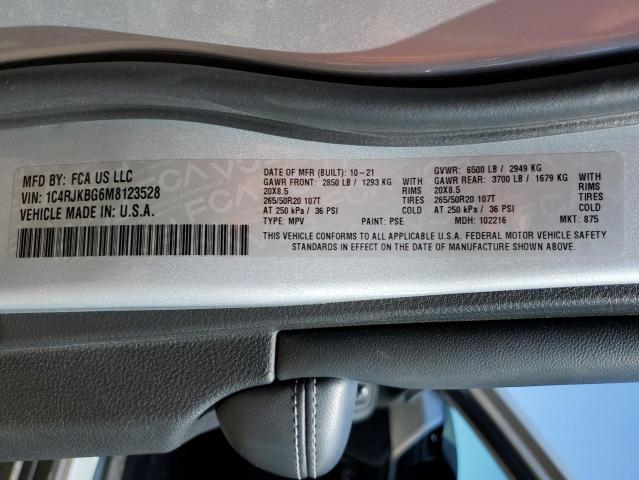 MFD BY: FCA US LLC
VIN: 1C4RJKBG6M8123528
VEHICLE MADE IN U.S.A.
DATE OF MFR (BUILT): 10-21 GVWR: 6500 LB / 2949 KG
GAWR FRONT: 2850 LB / 1293 KG WITH GAWR REAR: 3700 LB / 1679 KG WITH
20X8.5 20X8.5
265/50R20 107T TIRES 265/50R20 107T TIRES
AT 250 kPa / 36 PSI COLD AT 250 kPa / 36 PSI COLD
TYPE: MPV PAINT: PSE MDH: 102216 MKT: 875
THIS VEHICLE CONFORMS TO ALL APPLICABLE U.S.A. FEDERAL MOTOR VEHICLE SAFETY
STANDARDS IN EFFECT ON THE DATE OF MANUFACTURE SHOWN ABOVE.